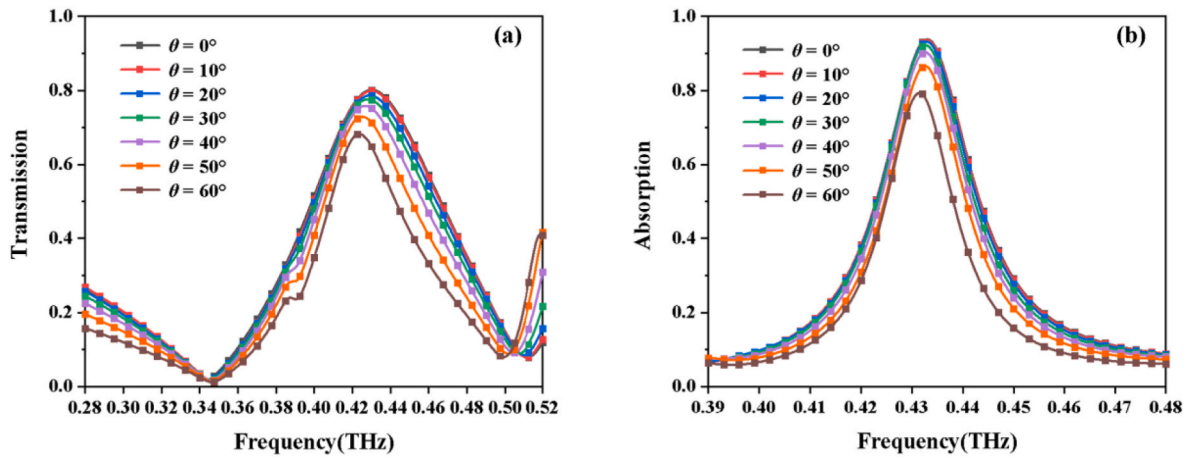 (a)
1.0
0.8
0.6
0.4
0.2
0.0
Transmission
θ = 0°
θ = 10°
θ = 20°
θ = 30°
θ = 40°
θ = 50°
θ = 60°
0.28 0.30 0.32 0.34 0.36 0.38 0.40 0.42 0.44 0.46 0.48 0.50 0.52
Frequency(THz)
(b)
1.0
0.8
0.6
0.4
0.2
0.0
Absorption
θ = 0°
θ = 10°
θ = 20°
θ = 30°
θ = 40°
θ = 50°
θ = 60°
0.39 0.40 0.41 0.42 0.43 0.44 0.45 0.46 0.47 0.48
Frequency(THz)